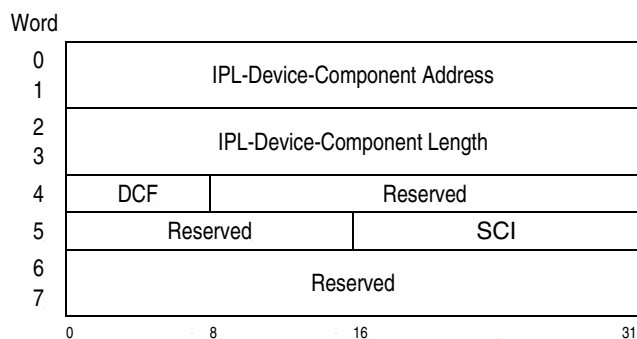 Word
0
IPL-Device-Component Address
1
2
IPL-Device-Component Length
3
4 DCF Reserved
5 Reserved SCI
6
Reserved
7
0 8 16 31